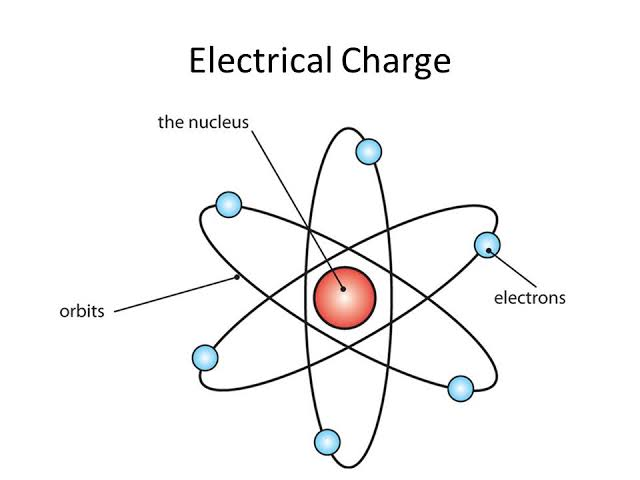 Electrical Charge
the nucleus
electrons
orbits